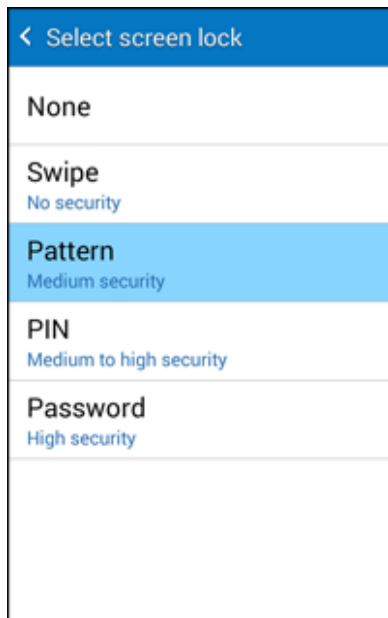 Select screen lock
None
Swipe
No security
Pattern
Medium security
PIN
Medium to high security
Password
High security